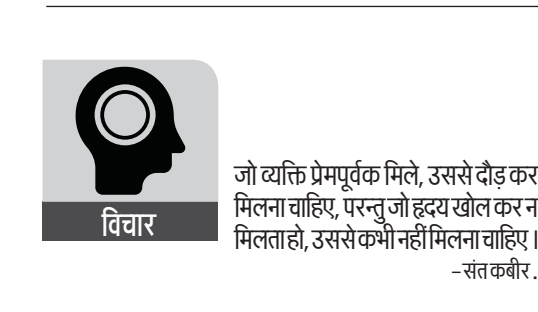 विचार
जो व्यक्ति प्रेमपूर्वक मिले, उससे दौड़ कर
मिलना चाहिए, परन्तु जो हृदय खोल कर न
मिलता हो, उससे कभी नहीं मिलना चाहिए ।
-संत कबीर .